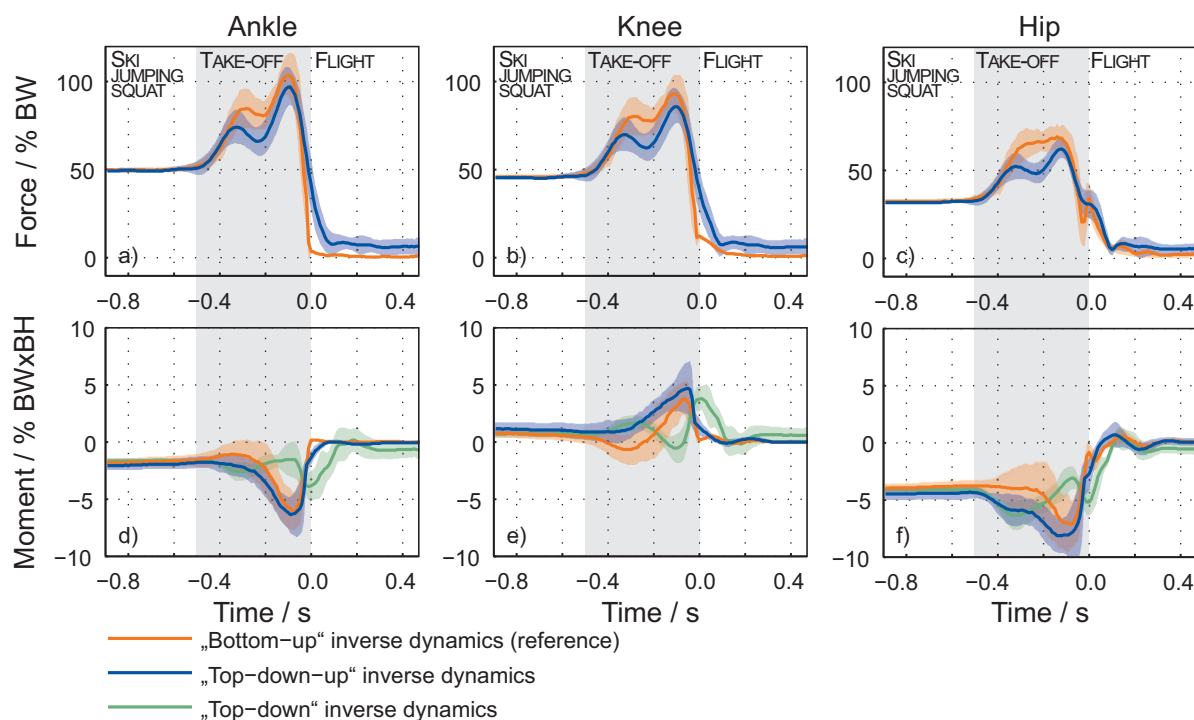 Ankle Knee Hip
SKI JUMPING SQUAT TAKE-OFF FLIGHT
SKI JUMPING SQUAT TAKE-OFF FLIGHT
SKI JUMPING SQUAT TAKE-OFF FLIGHT
Force / % BW
100 100 100
50 50 50
0 0 0
a) b) c)
−0.8 −0.4 0.0 0.4 −0.8 −0.4 0.0 0.4 −0.8 −0.4 0.0 0.4
Moment / % BWxBH
10 10 10
5 5 5
0 0 0
−5 −5 −5
−10 −10 −10
d) e) f)
−0.8 −0.4 0.0 0.4 −0.8 −0.4 0.0 0.4 −0.8 −0.4 0.0 0.4
Time / s Time / s Time / s
„Bottom−up“ inverse dynamics (reference)
„Top−down−up“ inverse dynamics
„Top−down“ inverse dynamics